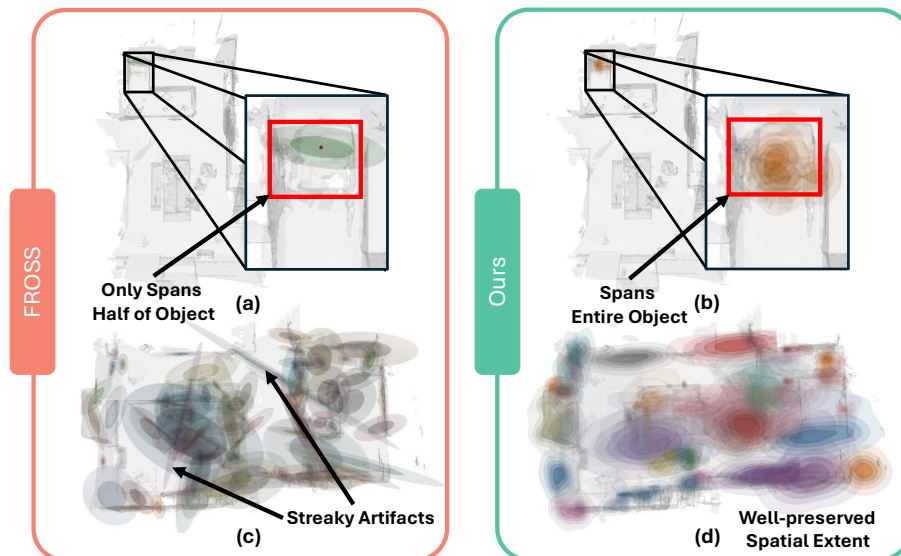 FROSS
Only Spans
Half of Object
(a)
Streaky Artifacts
(c)
Ours
Spans
Entire Object
(b)
Well-preserved
Spatial Extent
(d)